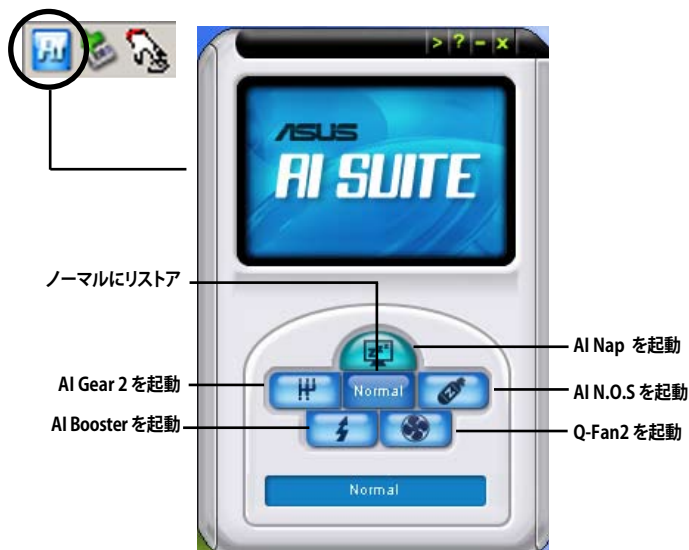 Ai
> ? - x
ASUS
AI SUITE
ノーマルにリストア
AI Nap を起動
AI Gear 2 を起動
Normal
AI N.O.S を起動
AI Booster を起動
Q-Fan2 を起動
Normal